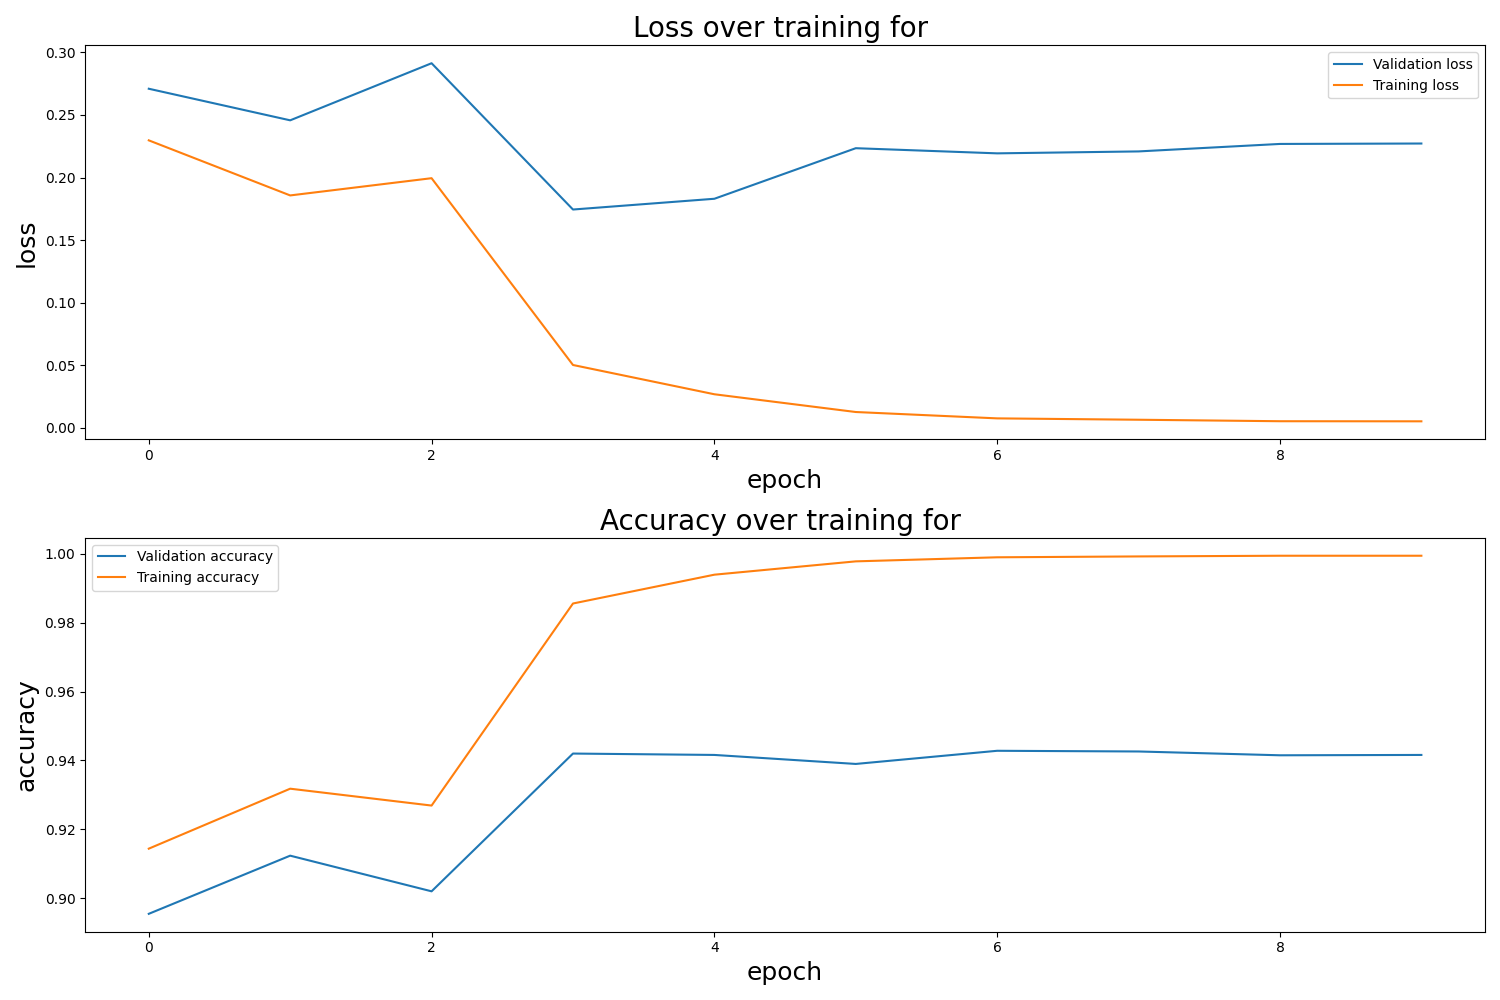 Loss over training for
0.30
0.25
0.20
0.15
0.10
0.05
0.00
loss
Validation loss
Training loss
0 2 4 6 8
epoch
Accuracy over training for
1.00
0.98
0.96
0.94
0.92
0.90
accuracy
Validation accuracy
Training accuracy
0 2 4 6 8
epoch